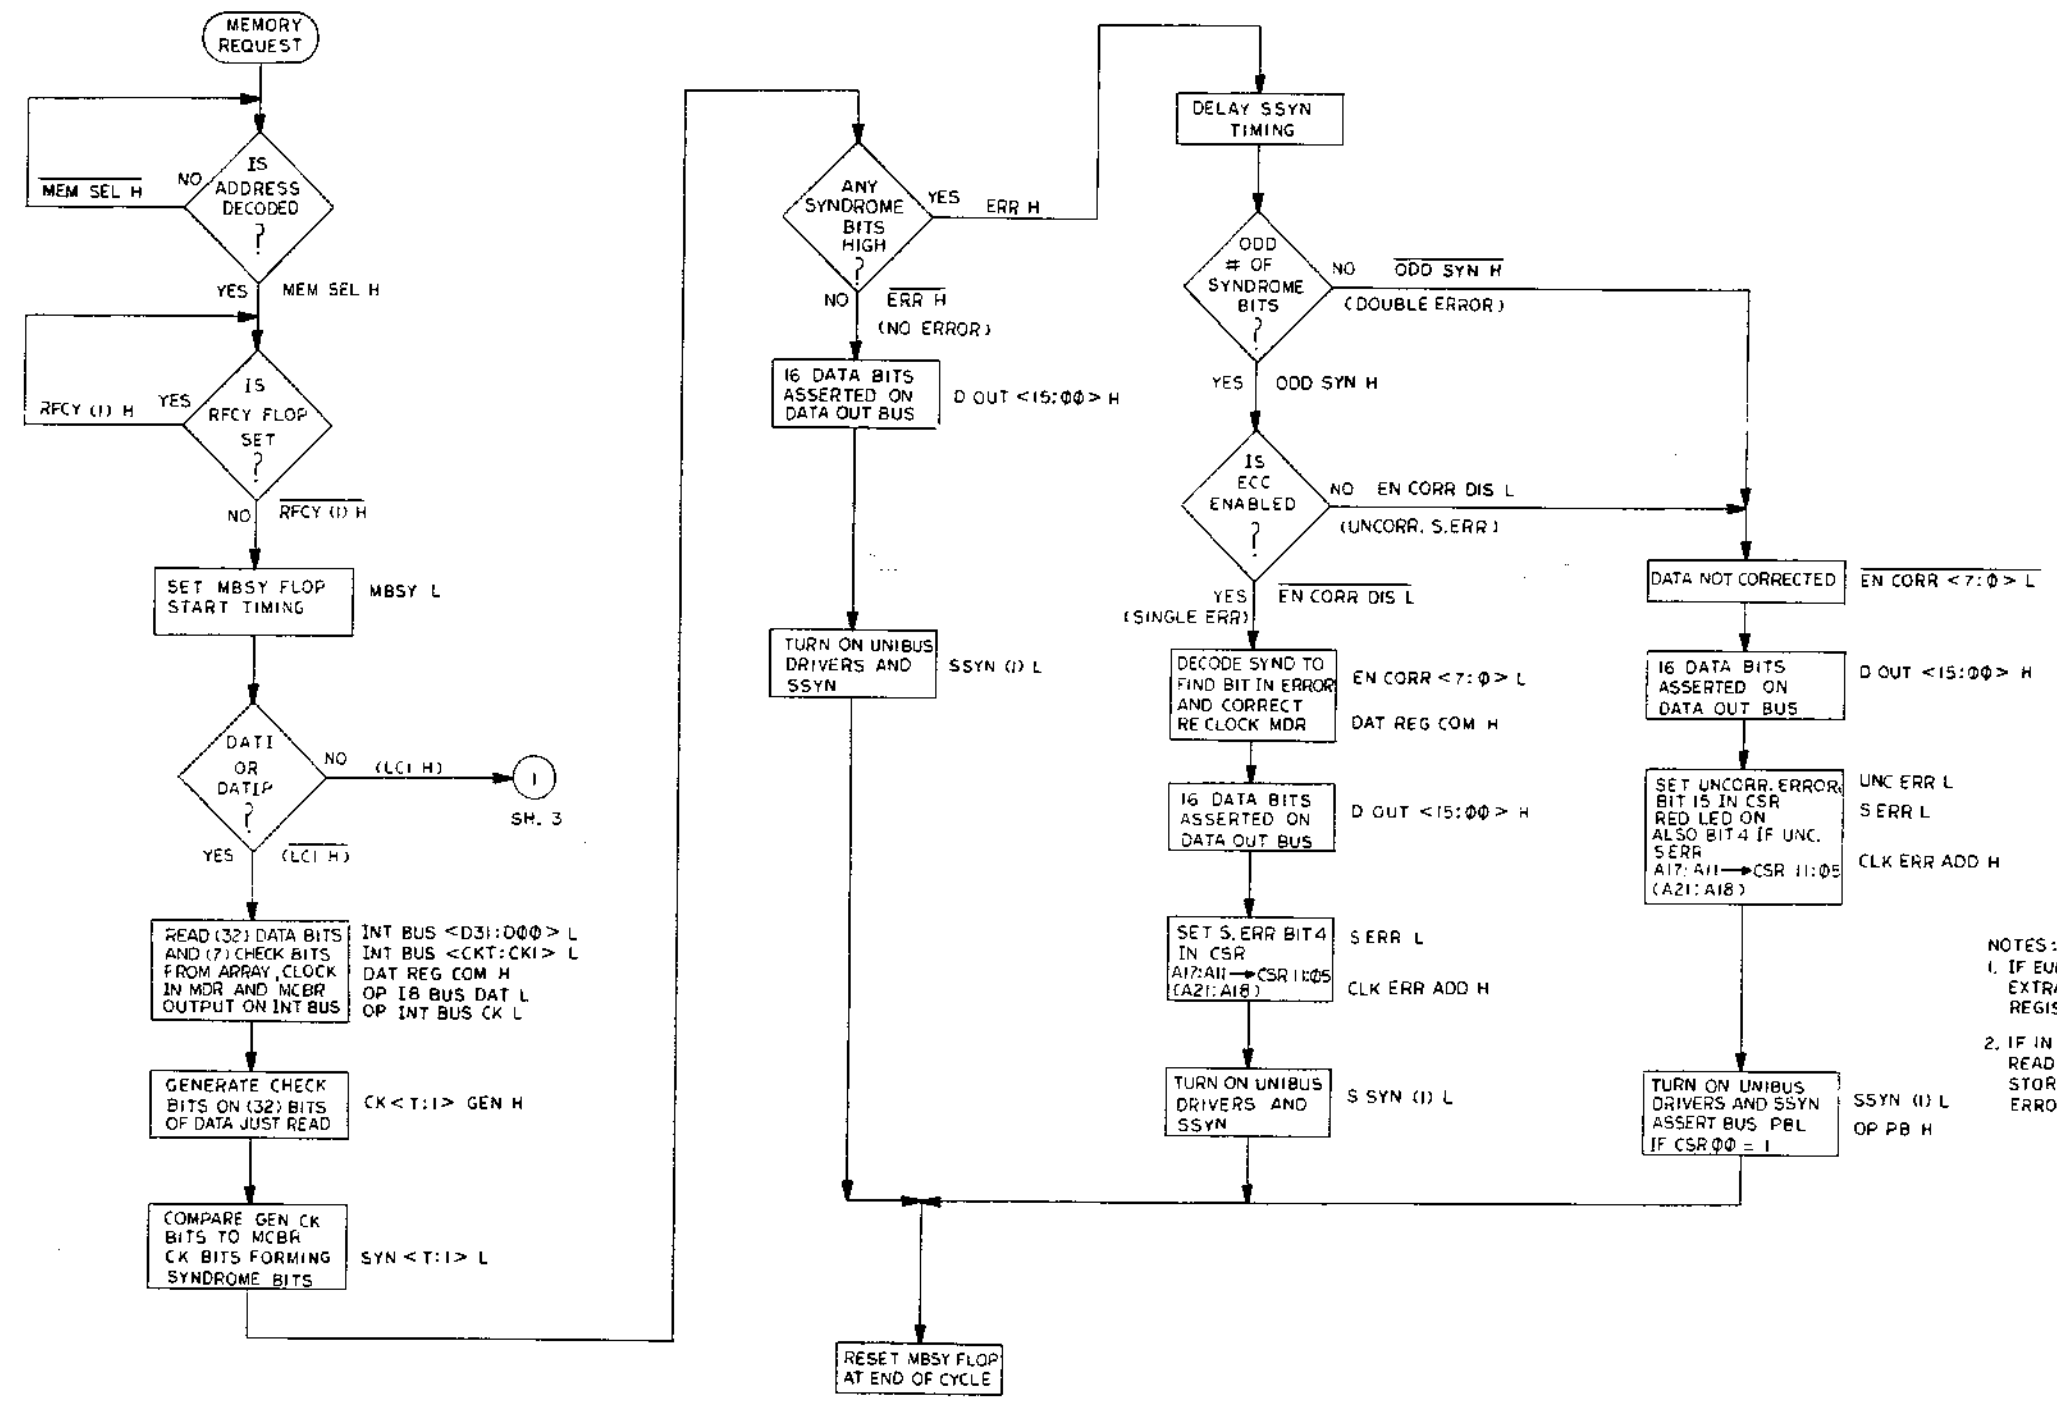 MEMORY
REQUEST
IS
ADDRESS
DECODED
?
NO
MEM SEL H
YES
MEM SEL H
IS
RFCY FLOP
SET
?
YES
RFCY (1) H
NO
RFCY (1) H
SET MBSY FLOP
START TIMING
MBSY L
DATI
OR
DATIP
?
NO
(LC1 H)
1
SH. 3
YES
(LC1 H)
READ (32) DATA BITS
AND (7) CHECK BITS
FROM ARRAY, CLOCK
IN MDR AND MCBR
OUTPUT ON INT BUS
INT BUS <D31:D00> L
INT BUS <CKT:CK1> L
DAT REG COM H
OP IB BUS DAT L
OP INT BUS CK L
GENERATE CHECK
BITS ON (32) BITS
OF DATA JUST READ
CK<T:1> GEN H
COMPARE GEN CK
BITS TO MCBR
CK BITS FORMING
SYNDROME BITS
SYN <T:1> L
ANY
SYNDROME
BITS
HIGH
?
YES
ERR H
NO
ERR H
(NO ERROR)
16 DATA BITS
ASSERTED ON
DATA OUT BUS
D OUT <15:00> H
TURN ON UNIBUS
DRIVERS AND
SSYN
SSYN (1) L
RESET MBSY FLOP
AT END OF CYCLE
DELAY SSYN
TIMING
ODD
# OF
SYNDROME
BITS
?
NO
ODD SYN H
(DOUBLE ERROR)
YES
ODD SYN H
IS
ECC
ENABLED
?
NO
EN CORR DIS L
(UNCORR. S.ERR)
YES
EN CORR DIS L
(SINGLE ERR)
DECODE SYND TO
FIND BIT IN ERROR
AND CORRECT
RE CLOCK MDR
EN CORR <7:0> L
DAT REG COM H
16 DATA BITS
ASSERTED ON
DATA OUT BUS
D OUT <15:00> H
SET S. ERR BIT 4
IN CSR
A17:A11→CSR 11:05
(A21:A18)
S ERR L
CLK ERR ADD H
TURN ON UNIBUS
DRIVERS AND
SSYN
S SYN (1) L
DATA NOT CORRECTED
EN CORR <7:0> L
16 DATA BITS
ASSERTED ON
DATA OUT BUS
D OUT <15:00> H
SET UNCORR. ERROR,
BIT 15 IN CSR
RED LED ON
ALSO BIT 4 IF UNC.
SERR
A17:A11→CSR 11:05
(A21:A18)
UNC ERR L
S ERR L
CLK ERR ADD H
TURN ON UNIBUS
DRIVERS AND SSYN
ASSERT BUS PBL
IF CSR 00 = 1
SSYN (1) L
OP PB H
NOTES:
1. IF
EXTR
REGIS
2. IF IN
READ
STOR
ERRO